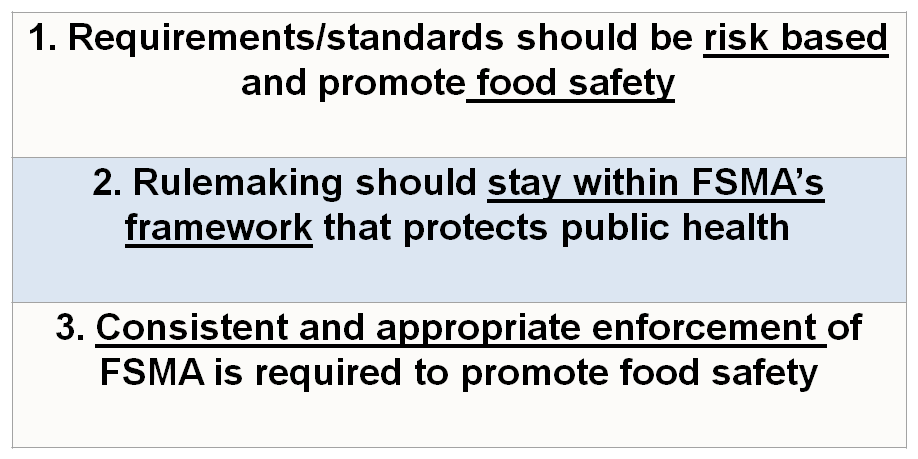 1. Requirements/standards should be risk based
and promote food safety
2. Rulemaking should stay within FSMA’s
framework that protects public health
3. Consistent and appropriate enforcement of
FSMA is required to promote food safety